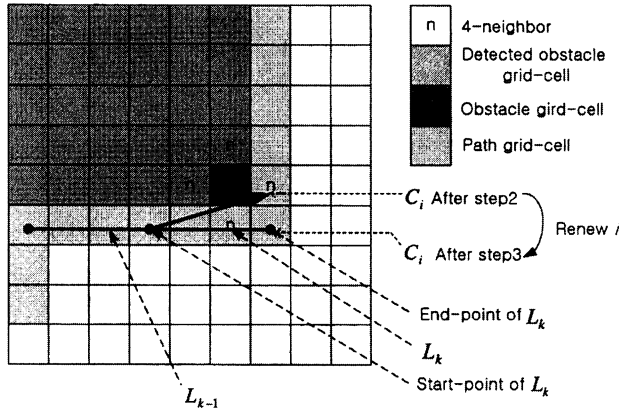 n 4-neighbor
Detected obstacle
grid-cell
Obstacle gird-cell
Path grid-cell
n
n
n
n
C_i After step2
Renew i
C_i After step3
End-point of L_k
L_k
Start-point of L_k
L_{k-1}